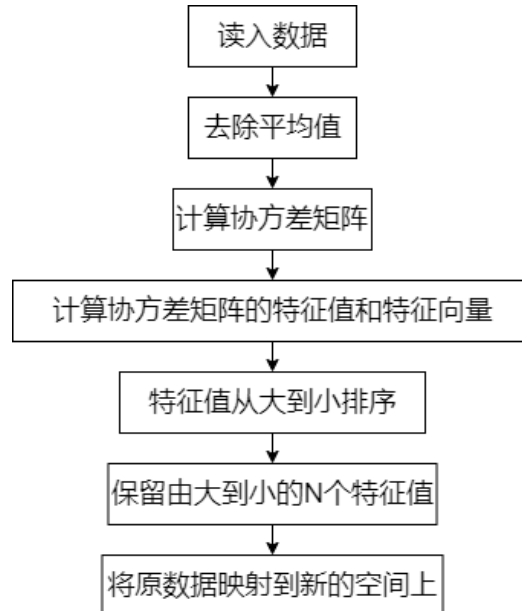 读入数据
去除平均值
计算协方差矩阵
计算协方差矩阵的特征值和特征向量
特征值从大到小排序
保留由大到小的N个特征值
将原数据映射到新的空间上